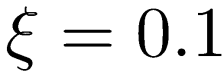 ξ = 0.1